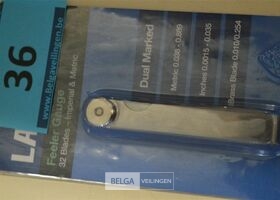 36
www.Belgaveilingen.be
LA
Feeler Gauge
32 Blades - Imperial & Metric
Dual Marked
Metric 0.038 - 0.889
Inches 0.0015 - 0.035
Brass Blade 0.010/0.254
BELGA VEILINGEN